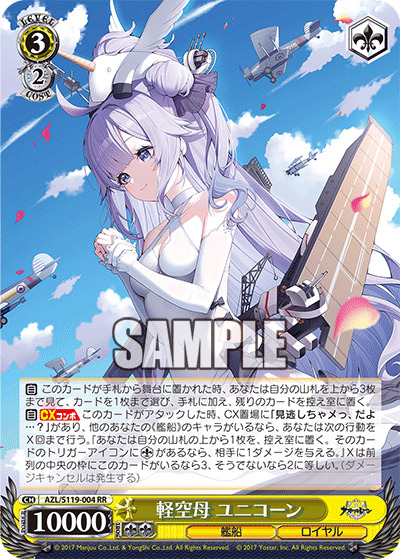 LEVEL
3
2
COST
SAMPLE
自 このカードが手札から舞台に置かれた時、あなたは自分の山札を上から3枚
まで見て、カードを1枚まで選び、手札に加え、残りのカードを控え室に置く。
自 CXコンボ このカードがアタックした時、CX置場に「見逃しちゃメっ、だよ
…？」があり、他のあなたの《艦船》のキャラがいるなら、あなたは次の行動を
X回まで行う。『あなたの山札の上から1枚を、控え室に置く。そのカー
ドのトリガーアイコンに があるなら、相手に1ダメージを与える。』Xは前
列の中央の枠にこのカードがいるなら3、そうでないなら2に等しい。（ダメー
ジキャンセルは発生する）
CH AZL/S119-004 RR
10000
軽空母 ユニコーン
アズールレーン
艦船
ロイヤル
© 2017 Manjuu Co.,Ltd. & YongShi Co.,Ltd. All Rights Reserved. © 2017 Yostar, Inc. All Rights Reserved.